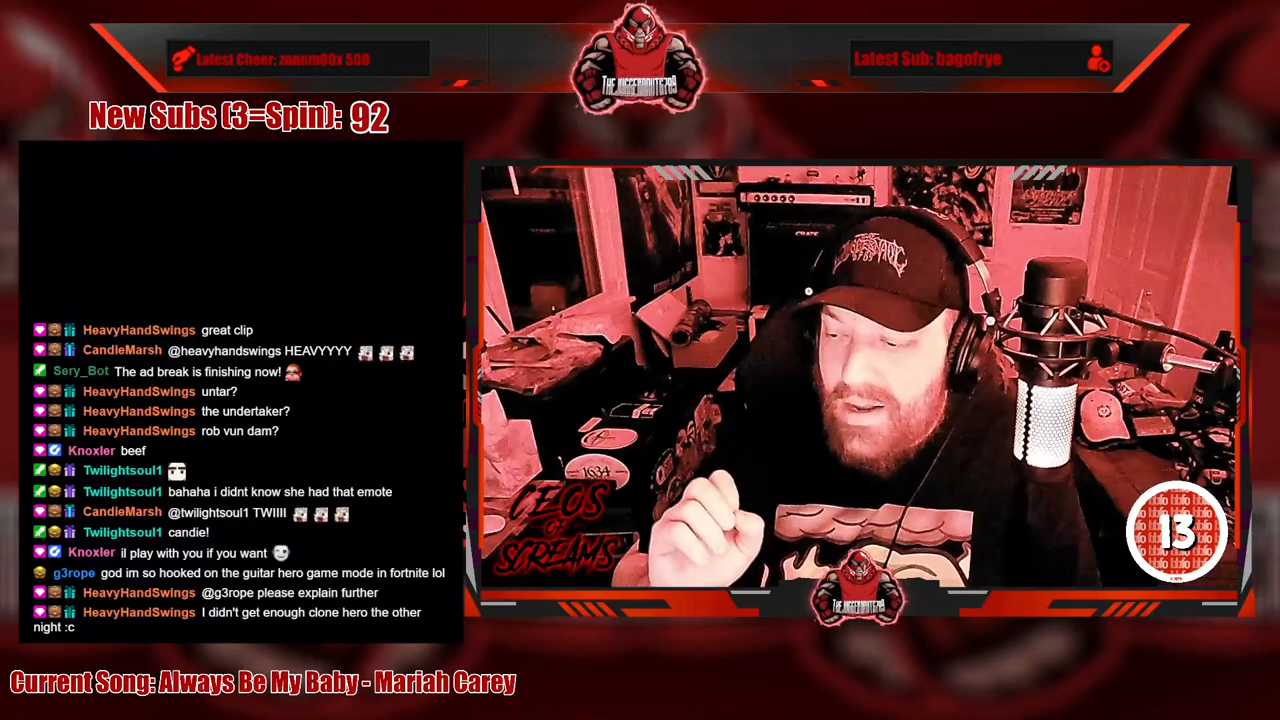 Latest Cheer: zonum00x 500
THEJUGGERNAUT6789
Latest Sub: bagofrye
New Subs (3=Spin): 92
HeavyHandSwings great clip
CandieMarsh @heavyhandswings HEAVYYYY
Sery_Bot The ad break is finishing now!
HeavyHandSwings untar?
HeavyHandSwings the undertaker?
HeavyHandSwings rob vun dam?
Knoxler beef
Twilightsoul1
Twilightsoul1 bahaha i didnt know she had that emote
CandieMarsh @twilightsoul1 TWIIII
Twilightsoul1 candie!
Knoxler il play with you if you want
g3rope god im so hooked on the guitar hero game mode in fortnite lol
HeavyHandSwings @g3rope please explain further
HeavyHandSwings I didn't get enough clone hero the other
night :c
CRATE
1634
CEOS
OF
SCREAMS
13
Current Song: Always Be My Baby - Mariah Carey